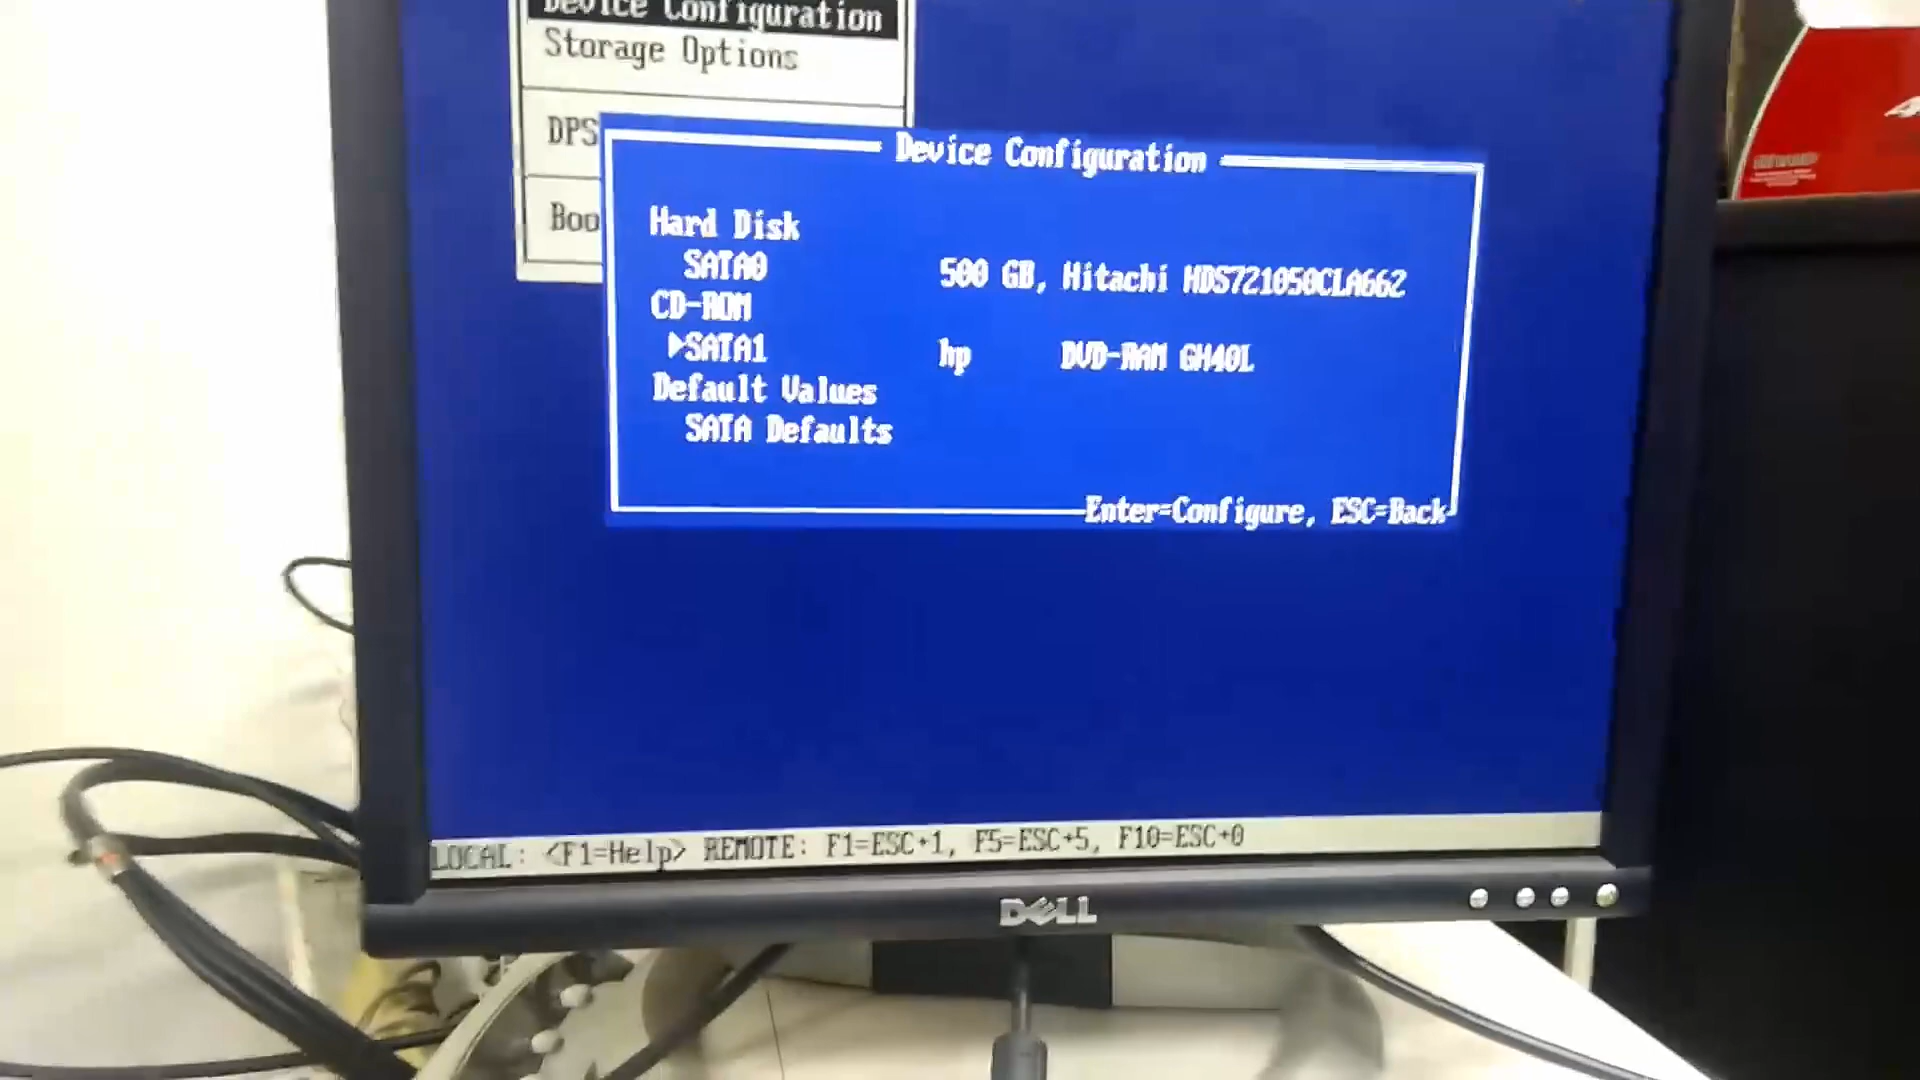 Device Configuration
Storage Options
DPS
Boo
Device Configuration
Hard Disk
SATA0 500 GB, Hitachi HDS721050CLA662
CD-ROM
▶SATA1 hp DVD-RAM GH40L
Default Values
SATA Defaults
Enter=Configure, ESC=Back
LOCAL: <F1=Help> REMOTE: F1=ESC+1, F5=ESC+5, F10=ESC+0
DELL